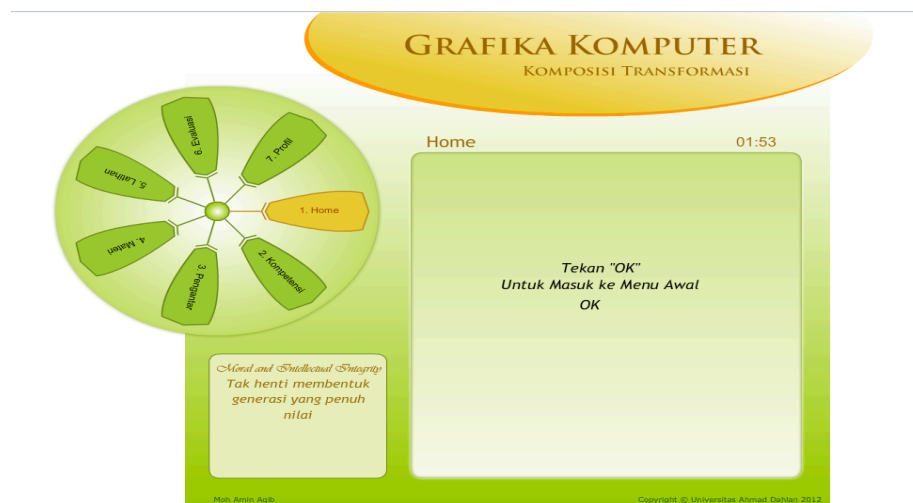 GRAFIKA KOMPUTER
KOMPOSISI TRANSFORMASI
Home
01:53
1. Home
2. Kompetensi
3. Pengantar
4. Materi
5. Latihan
6. Evaluasi
7. Profil
Tekan "OK"
Untuk Masuk ke Menu Awal
OK
Moral and Intellectual Integrity
Tak henti membentuk
generasi yang penuh
nilai
Moh Amin Aqib
Copyright © Universitas Ahmad Dahlan 2012